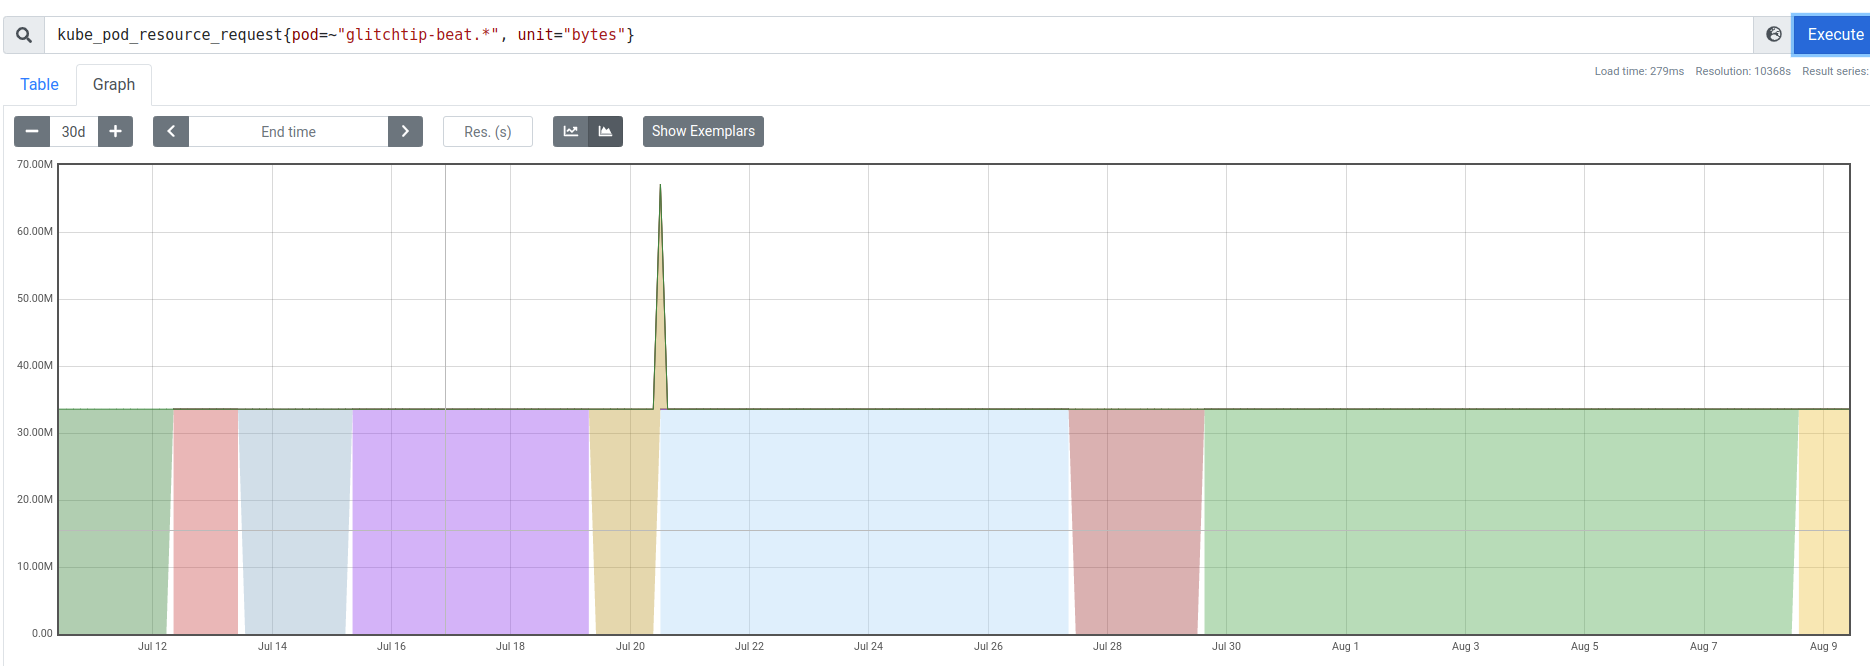 kube_pod_resource_request{pod=~"glitchtip-beat.*", unit="bytes"}
Execute
Load time: 279ms Resolution: 10368s Result series:
Table
Graph
30d
End time
Res. (s)
Show Exemplars
70.00M
60.00M
50.00M
40.00M
30.00M
20.00M
10.00M
0.00
Jul 12 Jul 14 Jul 16 Jul 18 Jul 20 Jul 22 Jul 24 Jul 26 Jul 28 Jul 30 Aug 1 Aug 3 Aug 5 Aug 7 Aug 9